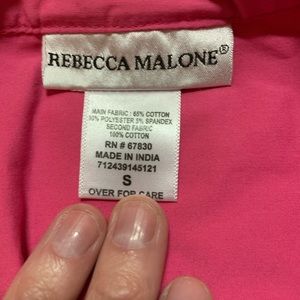 REBECCA MALONE®
MAIN FABRIC: 65% COTTON
30% POLYESTER 5% SPANDEX
SECOND FABRIC
100% COTTON
RN # 67830
MADE IN INDIA
712439145121
S
OVER FOR CARE